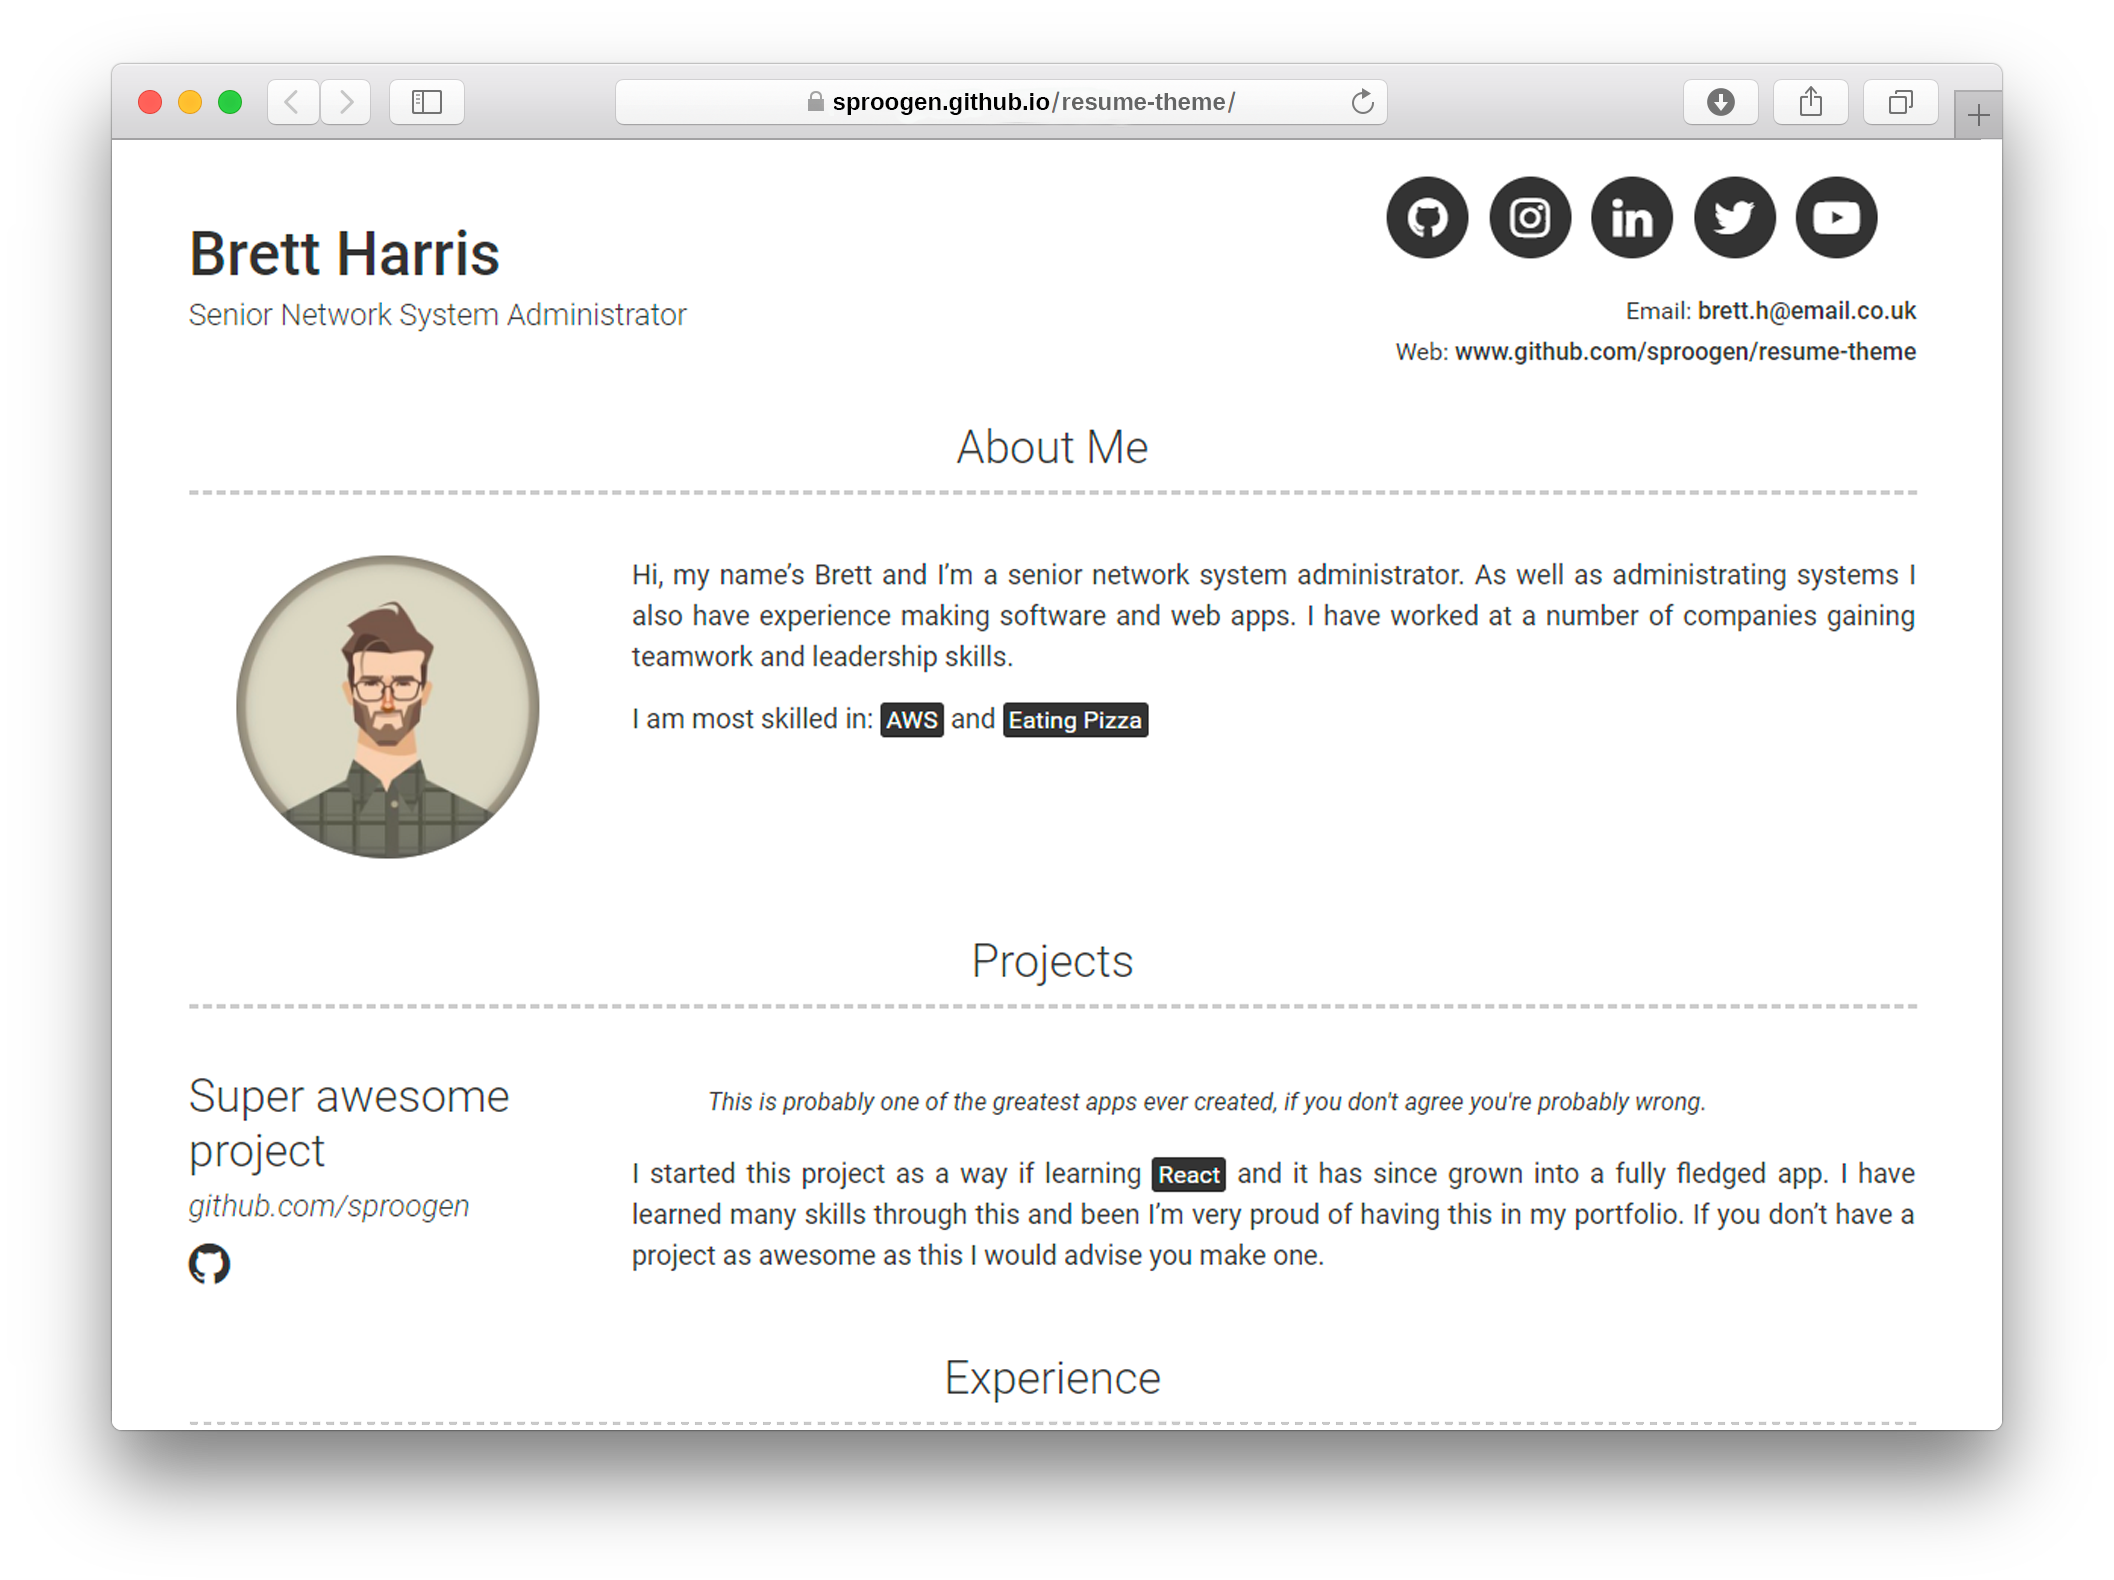 sproogen.github.io/resume-theme/
Brett Harris
Senior Network System Administrator
Email: brett.h@email.co.uk
Web: www.github.com/sproogen/resume-theme
About Me
Hi, my name’s Brett and I’m a senior network system administrator. As well as administrating systems I
also have experience making software and web apps. I have worked at a number of companies gaining
teamwork and leadership skills.
I am most skilled in: AWS and Eating Pizza
Projects
Super awesome
project
github.com/sproogen
This is probably one of the greatest apps ever created, if you don't agree you're probably wrong.
I started this project as a way if learning React and it has since grown into a fully fledged app. I have
learned many skills through this and been I’m very proud of having this in my portfolio. If you don’t have a
project as awesome as this I would advise you make one.
Experience